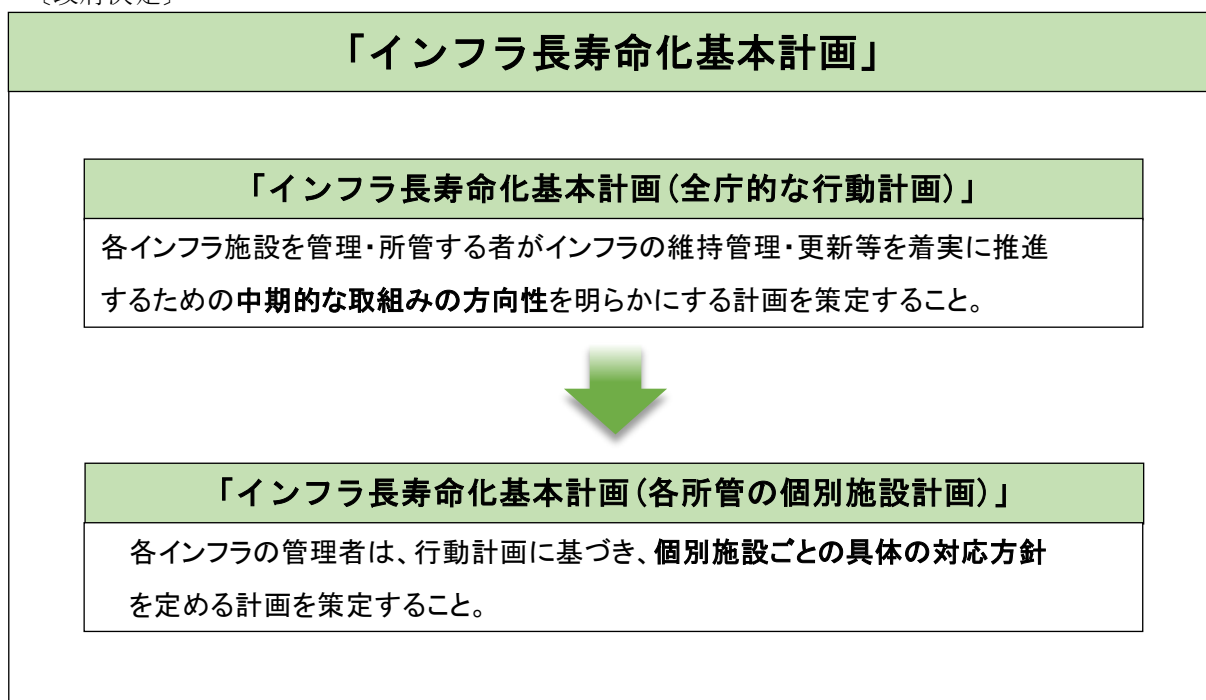 「インフラ長寿命化基本計画」
「インフラ長寿命化基本計画(全庁的な行動計画)」
各インフラ施設を管理・所管する者がインフラの維持管理・更新等を着実に推進
するための中期的な取組みの方向性を明らかにする計画を策定すること。
「インフラ長寿命化基本計画(各所管の個別施設計画)」
各インフラの管理者は、行動計画に基づき、個別施設ごとの具体の対応方針
を定める計画を策定すること。